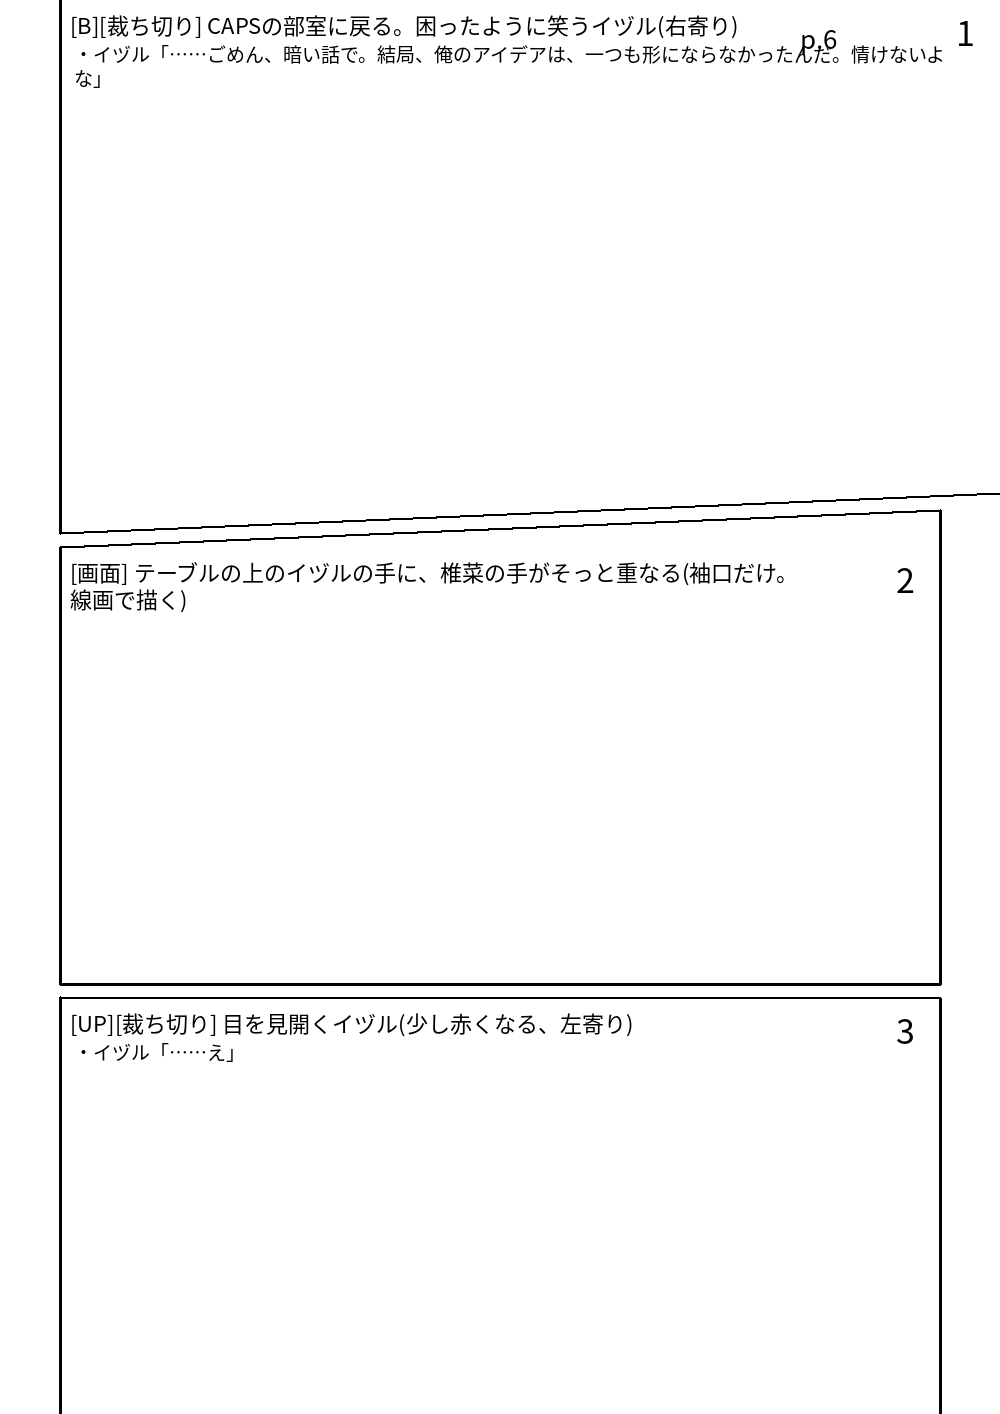 [B][裁ち切り] CAPSの部室に戻る。困ったように笑うイヅル(右寄り)
p.6
1
・イヅル「……ごめん、暗い話で。結局、俺のアイデアは、一つも形にならなかったんだ。情けないよ
な」
[画面] テーブルの上のイヅルの手に、椎菜の手がそっと重なる(袖口だけ。
線画で描く)
2
[UP][裁ち切り] 目を見開くイヅル(少し赤くなる、左寄り)
3
・イヅル「……え」